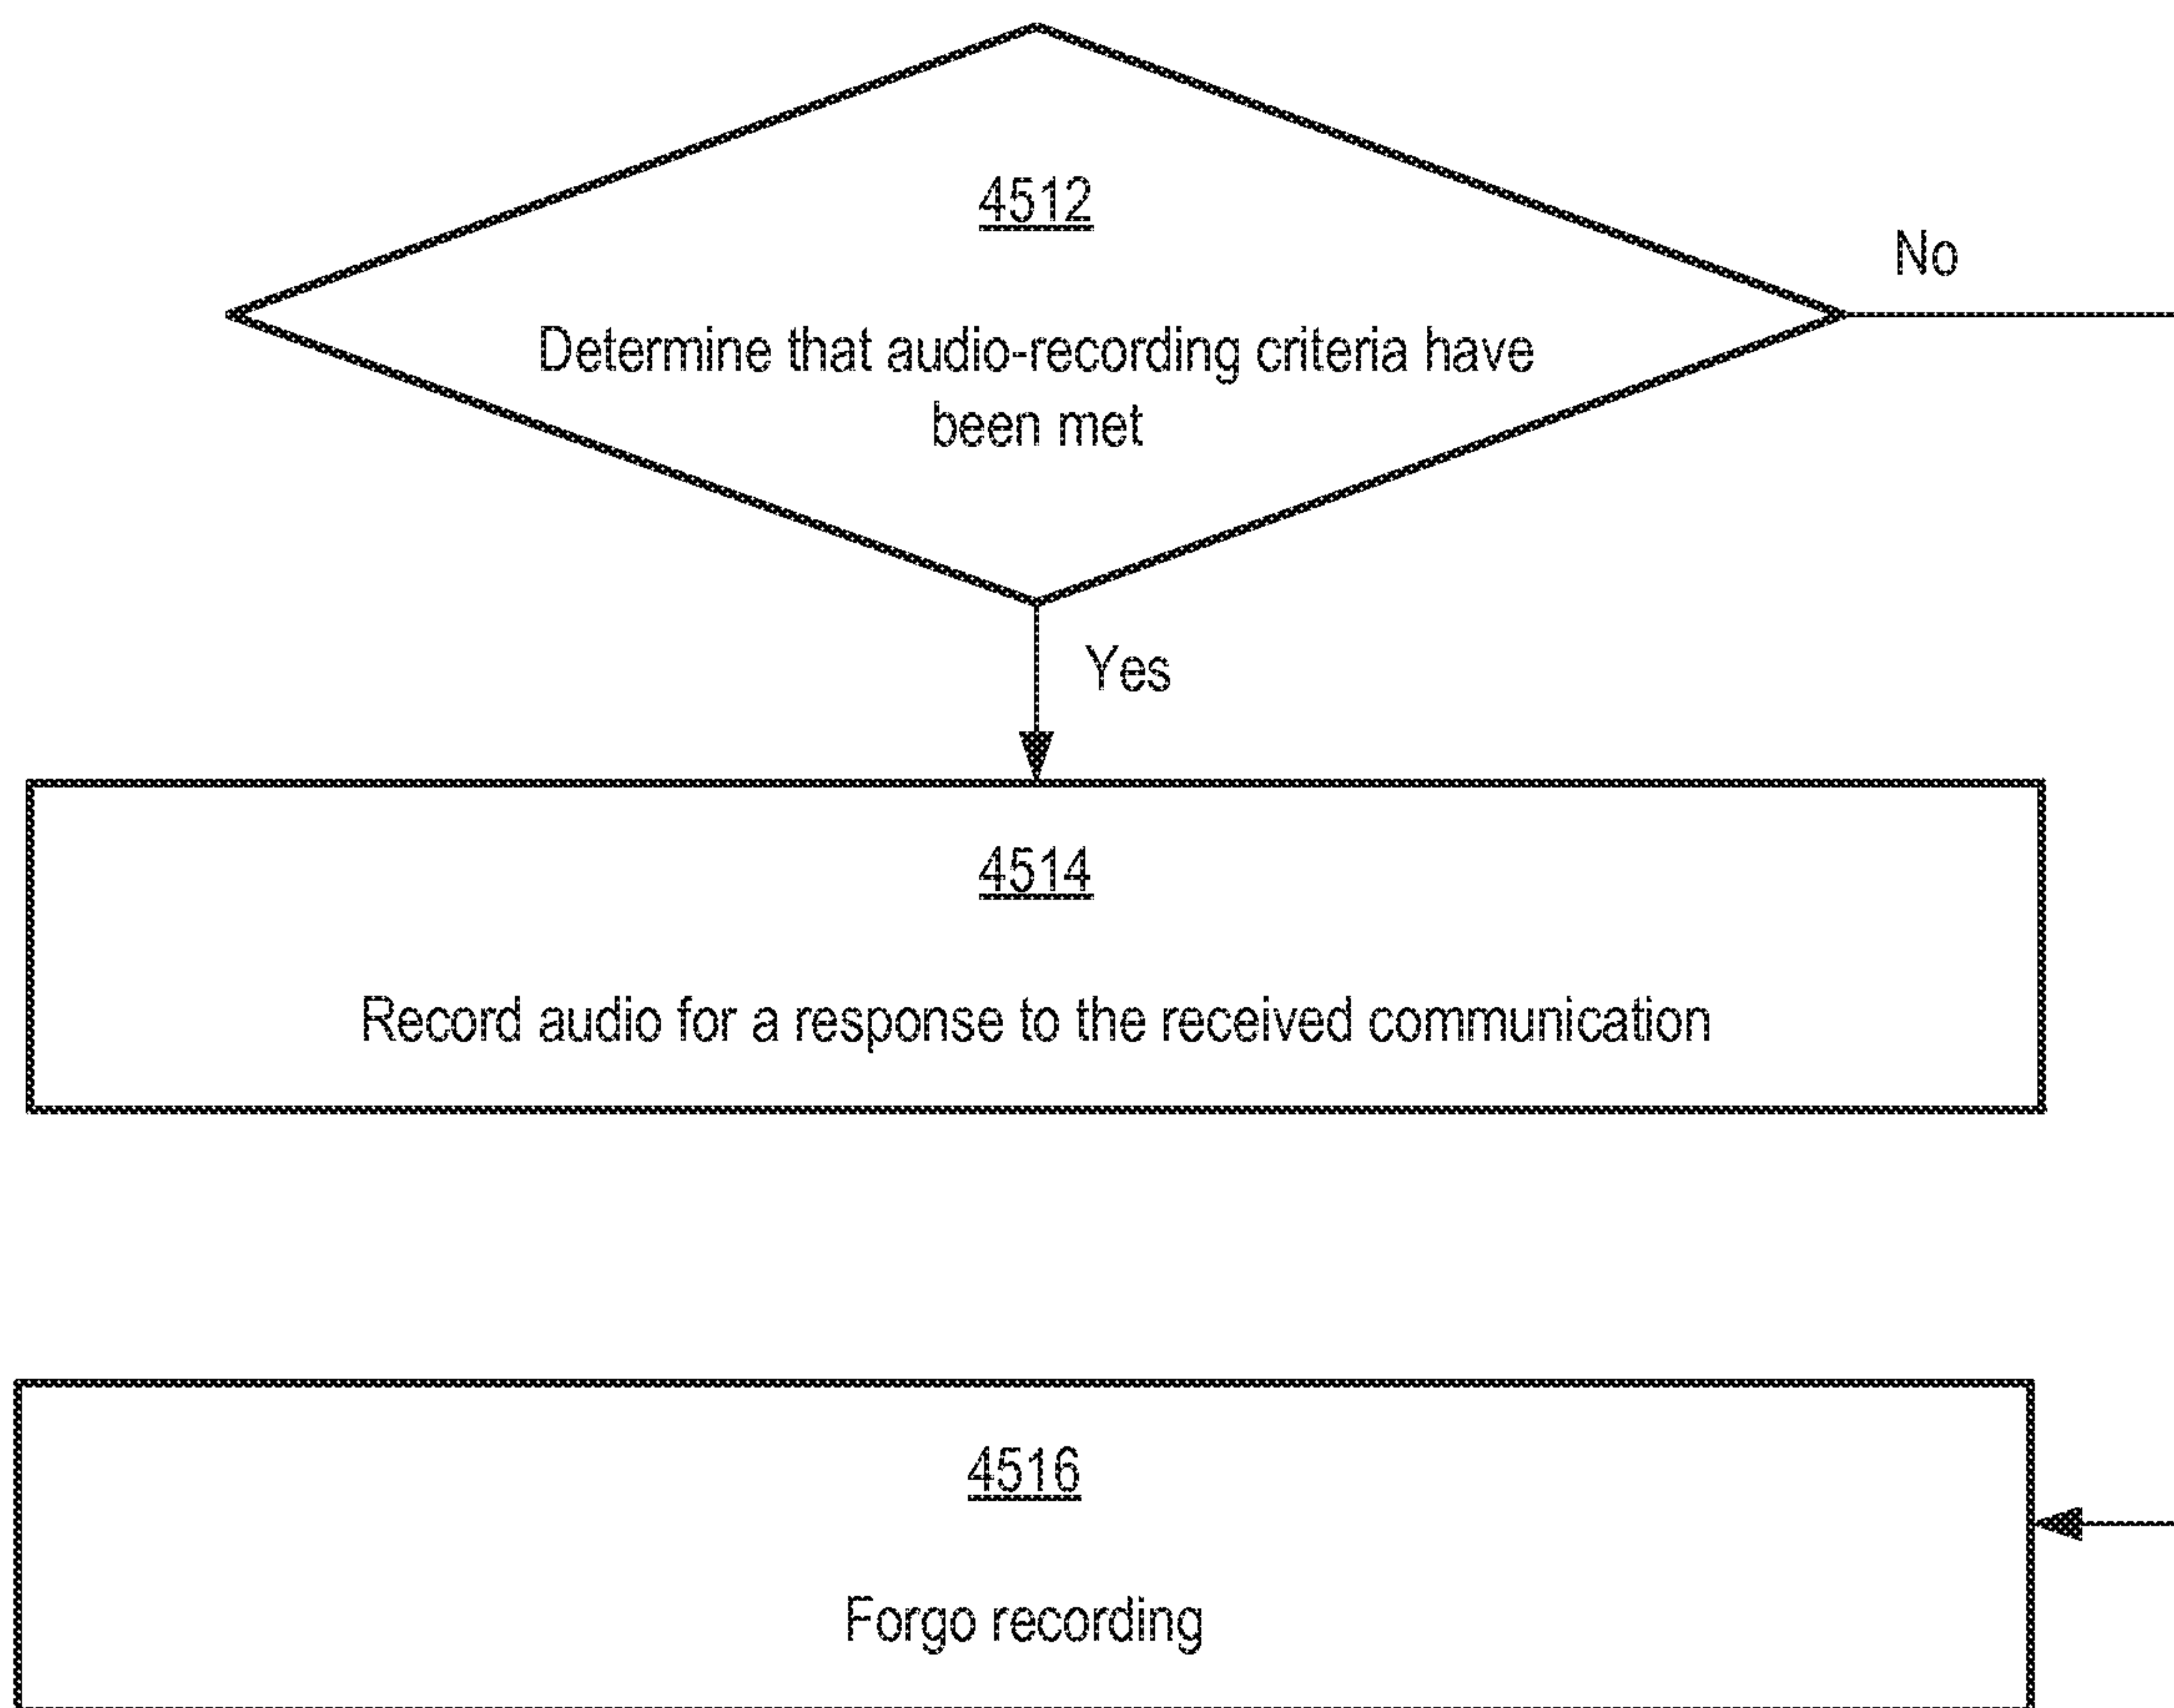 4512
No
Determine that audio-recording criteria have
been met
Yes
4514
Record audio for a response to the received communication
4516
Forgo recording